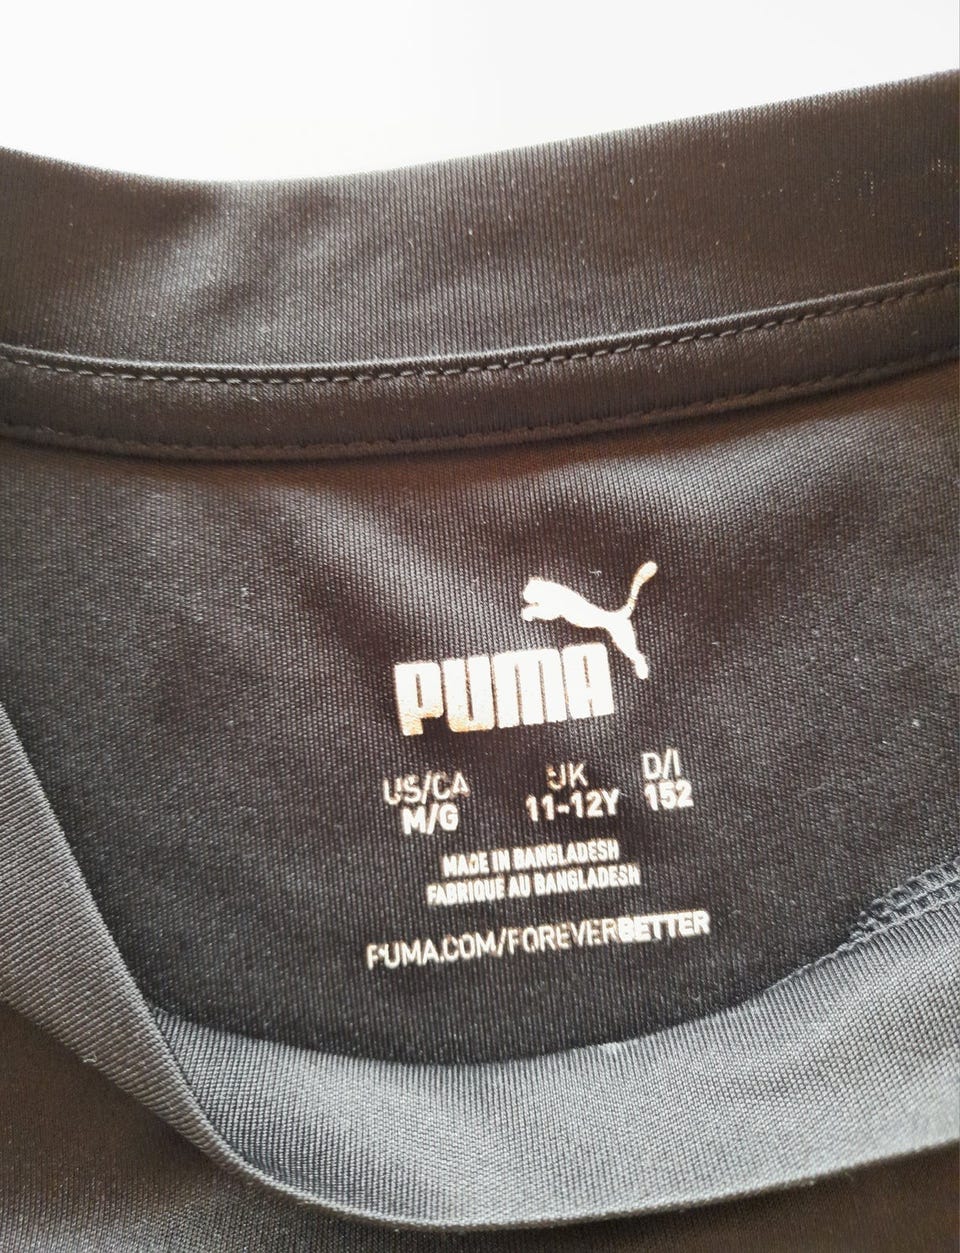 PUMA
US/CA UK D/I
M/G 11-12Y 152
MADE IN BANGLADESH
FABRIQUE AU BANGLADESH
PUMA.COM/FOREVERBETTER